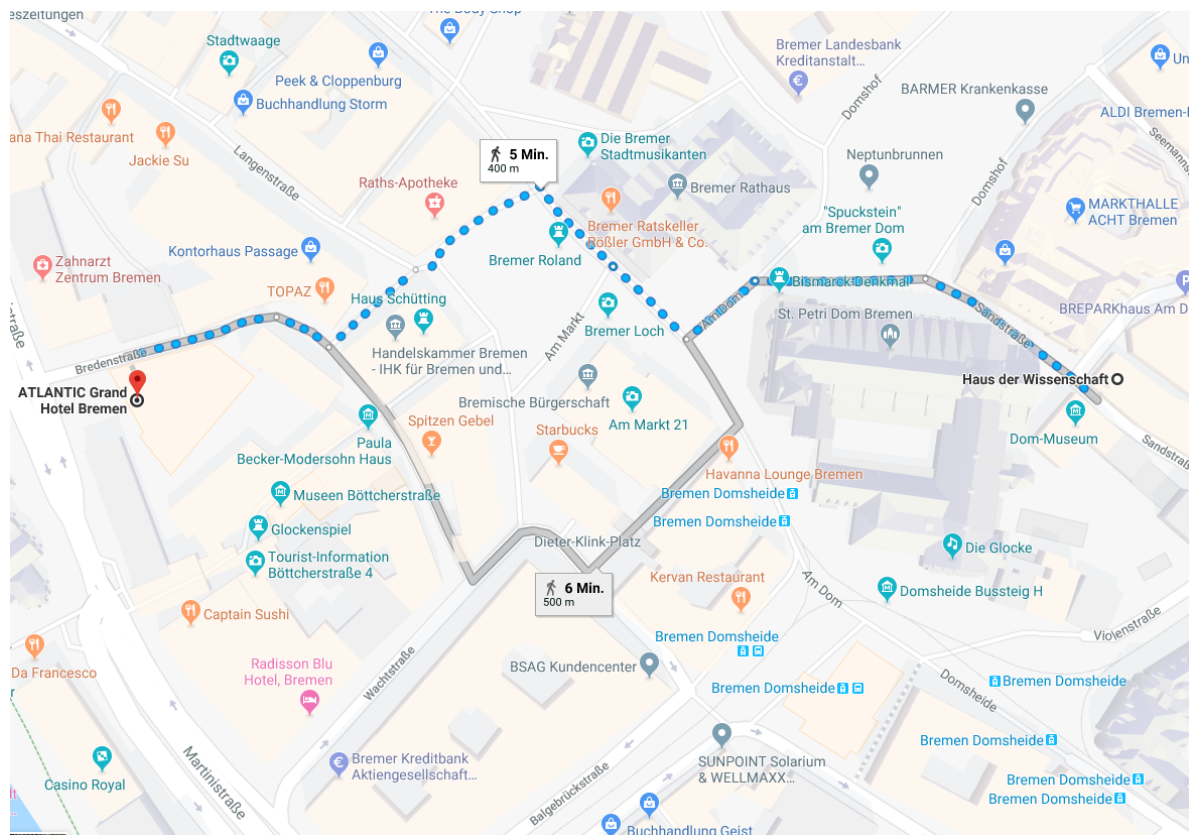 eszeitungen
The Body Shop
Stadtwaage
Peek & Cloppenburg
Buchhandlung Storm
Bremer Landesbank
Kreditanstalt...
Domshof
BARMER Krankenkasse
Un
ALDI Bremen-
Seemanns
ana Thai Restaurant
Jackie Su
Langenstraße
5 Min.
400 m
Die Bremer
Stadtmusikanten
Neptunbrunnen
Domshof
Raths-Apotheke
Bremer Rathaus
MARKTHALLE
ACHT Bremen
Bremer Ratskeller
Rößler GmbH & Co.
"Spuckstein"
am Bremer Dom
Kontorhaus Passage
Bremer Roland
Zahnarzt
Zentrum Bremen
TOPAZ
Haus Schütting
Bismarck-Denkmal
BREPARKhaus Am D
Am Dom
Sandstraße
St. Petri Dom Bremen
Bremer Loch
Am Markt
Handelskammer Bremen
- IHK für Bremen und...
Bredenstraße
ATLANTIC Grand
Hotel Bremen
Haus der Wissenschaft
Bremische Bürgerschaft
Am Markt 21
Spitzen Gebel
Starbucks
Dom-Museum
Sandstraß
Paula
Becker-Modersohn Haus
Havanna Lounge Bremen
Museen Böttcherstraße
Bremen Domsheide
Bremen Domsheide
Glockenspiel
Dieter-Klink-Platz
Die Glocke
Tourist-Information
Böttcherstraße 4
6 Min.
500 m
Kervan Restaurant
Am Dom
Domsheide Bussteig H
Captain Sushi
Violenstraße
Bremen Domsheide
Da Francesco
Radisson Blu
Hotel, Bremen
Wachtstraße
BSAG Kundencenter
Bremen Domsheide
Bremen Domsheide
Domsheide
Bremen Domsheide
Martinistraße
Bremer Kreditbank
Aktiengesellschaft...
SUNPOINT Solarium
& WELLMAXX...
Casino Royal
Balgebrückstraße
Bremen Domsheide
Bremen Domsheide
Buchhandlung Geist